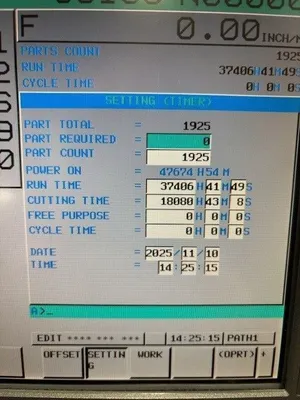 F 0.00 INCH/M
PARTS COUNT 1925
RUN TIME 37406H41M49S
CYCLE TIME 0H 0M 0S
SETTING (TIMER)
PART TOTAL = 1925
PART REQUIRED = 0
PART COUNT = 1925
POWER ON = 47674H54M
RUN TIME = 37406H41M49S
CUTTING TIME = 18080H43M 8S
FREE PURPOSE = 0H 0M 0S
CYCLE TIME = 0H 0M 0S
DATE = 2025/11/10
TIME = 14:25:15
A>_
EDIT **** *** *** 14:25:15 PATH1
OFFSET SETTIN WORK (OPRT) +
G